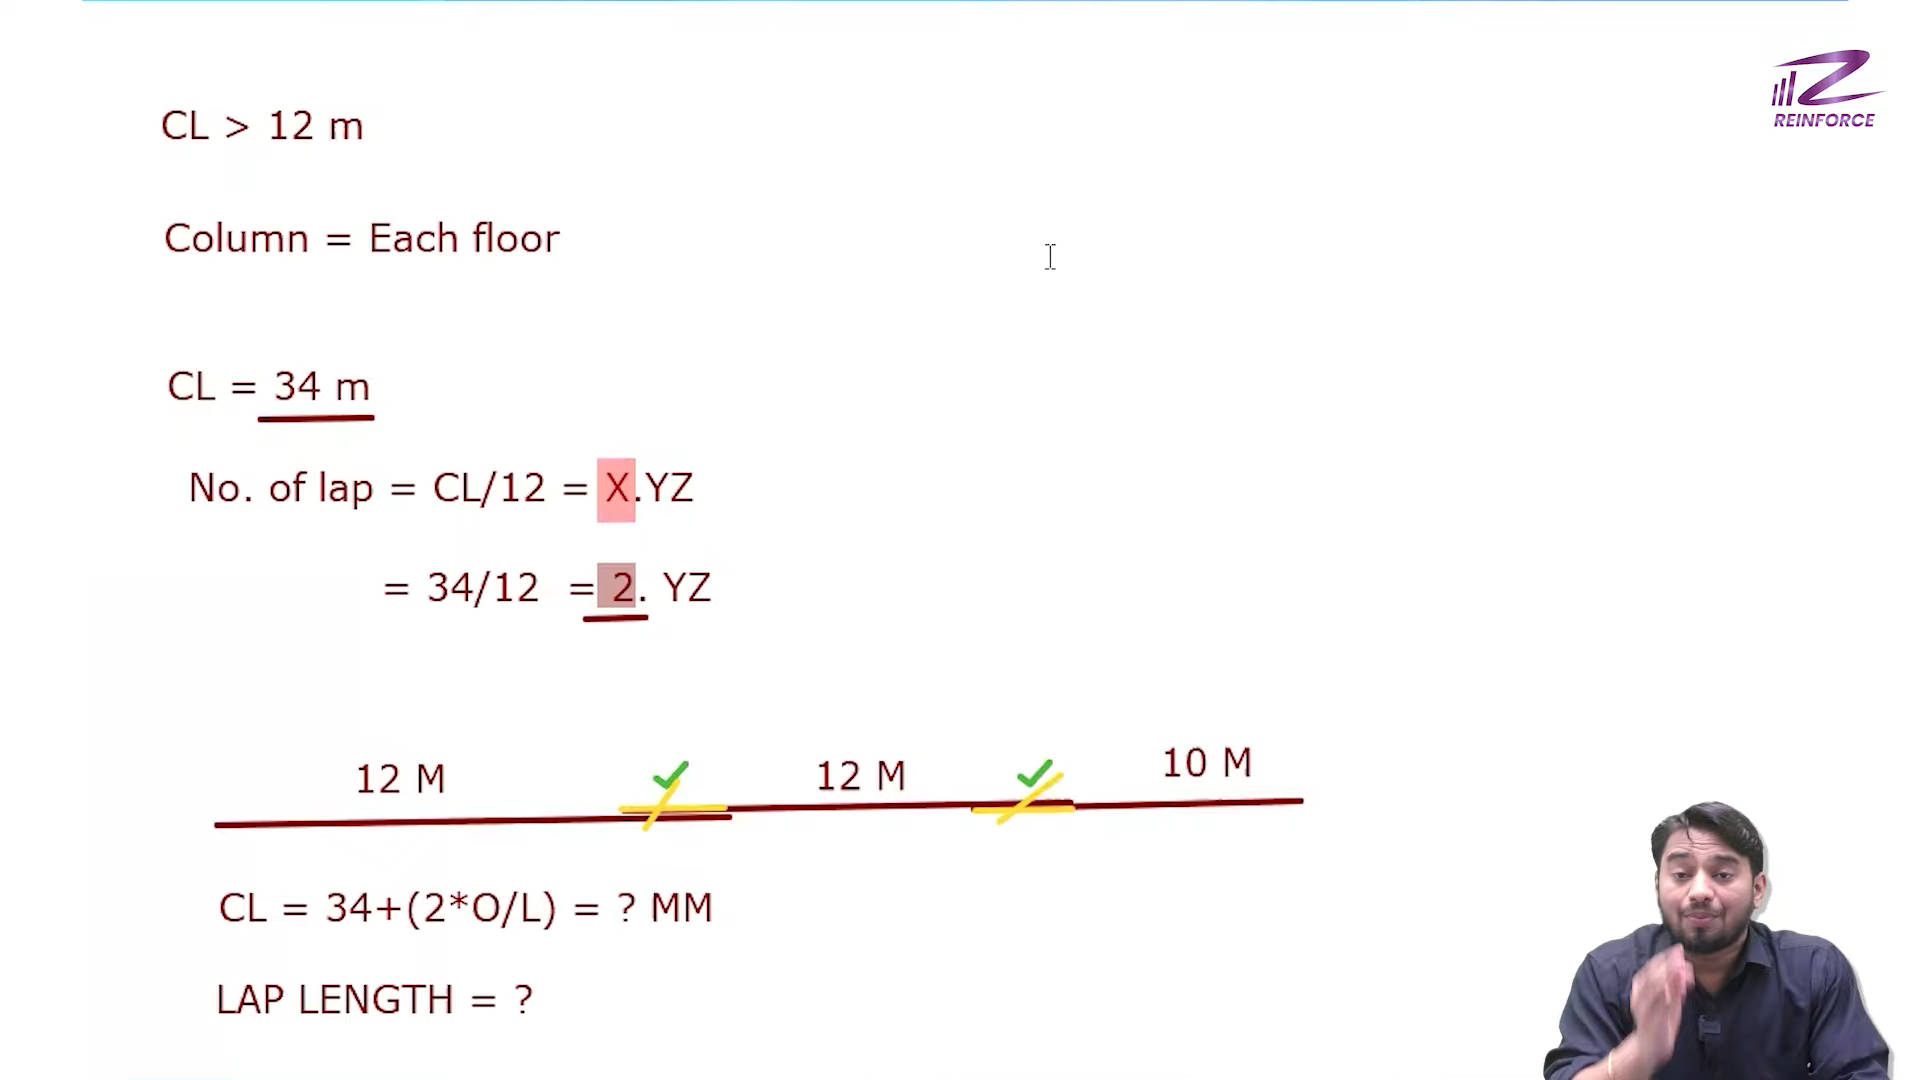 REINFORCE
CL > 12 m
Column = Each floor
CL = 34 m
No. of lap = CL/12 = X.YZ
= 34/12 = 2. YZ
12 M 12 M 10 M
CL = 34+(2*O/L) = ? MM
LAP LENGTH = ?